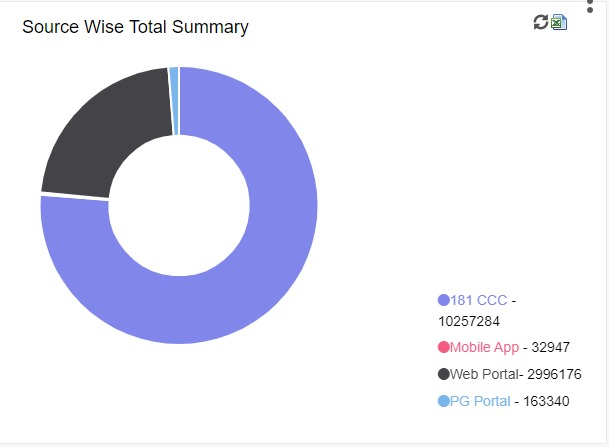 Source Wise Total Summary
181 CCC -
10257284
Mobile App - 32947
Web Portal- 2996176
PG Portal - 163340